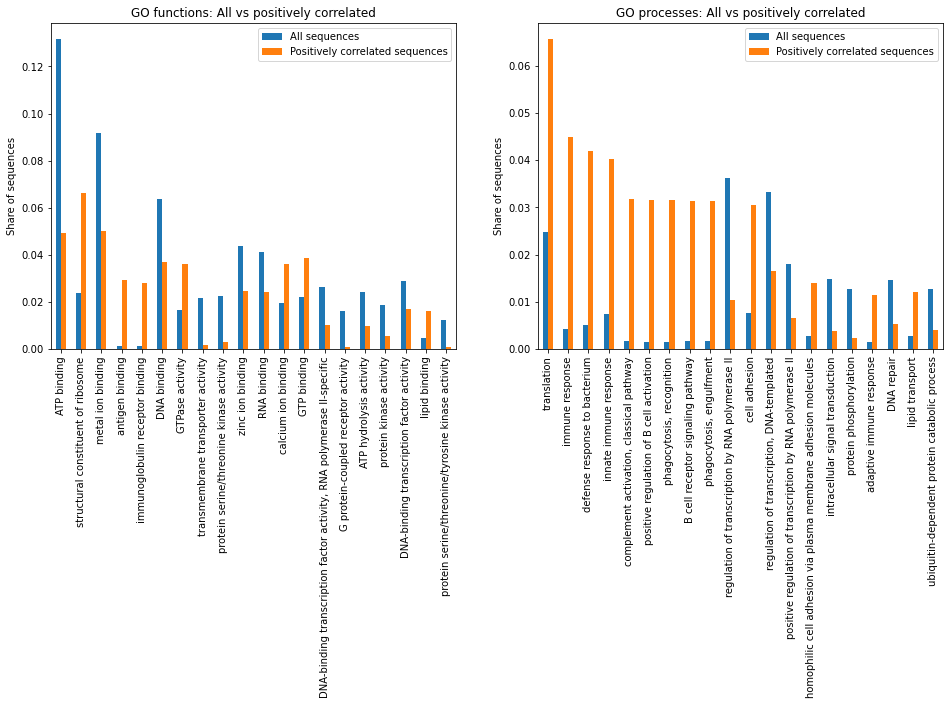 GO functions: All vs positively correlated
All sequences
Positively correlated sequences
Share of sequences
0.12
0.10
0.08
0.06
0.04
0.02
0.00
ATP binding
structural constituent of ribosome
metal ion binding
antigen binding
immunoglobulin receptor binding
DNA binding
GTPase activity
transmembrane transporter activity
protein serine/threonine kinase activity
zinc ion binding
RNA binding
calcium ion binding
GTP binding
DNA-binding transcription factor activity, RNA polymerase II-specific
G protein-coupled receptor activity
ATP hydrolysis activity
protein kinase activity
DNA-binding transcription factor activity
lipid binding
protein serine/threonine/tyrosine kinase activity
GO processes: All vs positively correlated
All sequences
Positively correlated sequences
Share of sequences
0.06
0.05
0.04
0.03
0.02
0.01
0.00
translation
immune response
defense response to bacterium
innate immune response
complement activation, classical pathway
positive regulation of B cell activation
phagocytosis, recognition
B cell receptor signaling pathway
phagocytosis, engulfment
regulation of transcription by RNA polymerase II
cell adhesion
regulation of transcription, DNA-templated
positive regulation of transcription by RNA polymerase II
homophilic cell adhesion via plasma membrane adhesion molecules
intracellular signal transduction
protein phosphorylation
adaptive immune response
DNA repair
lipid transport
ubiquitin-dependent protein catabolic process